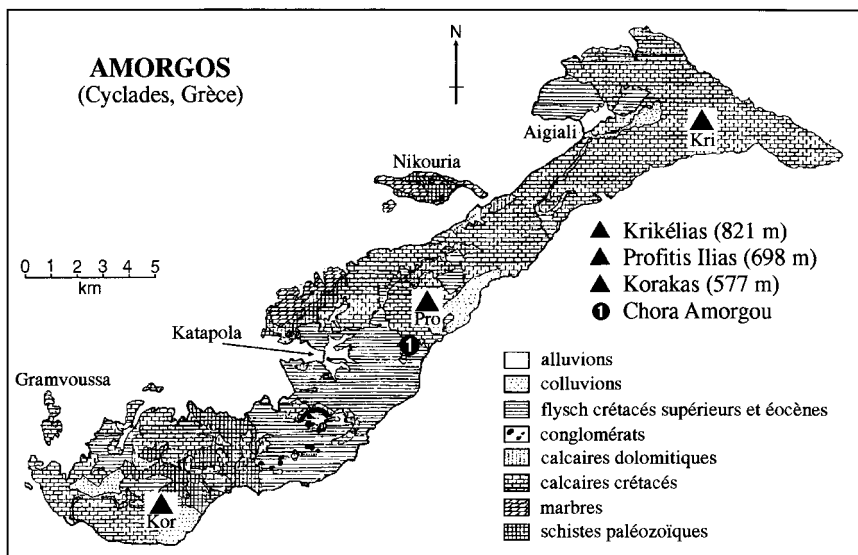 AMORGOS
(Cyclades, Grèce)
N
Aigiali
Kri
Nikouria
▲ Krikélias (821 m)
▲ Profitis Ilias (698 m)
▲ Korakas (577 m)
1 Chora Amorgou
0 1 2 3 4 5
km
Pro
Katapola
1
Gramvoussa
Kor
alluvions
colluvions
flysch crétacés supérieurs et éocènes
conglomérats
calcaires dolomitiques
calcaires crétacés
marbres
schistes paléozoïques